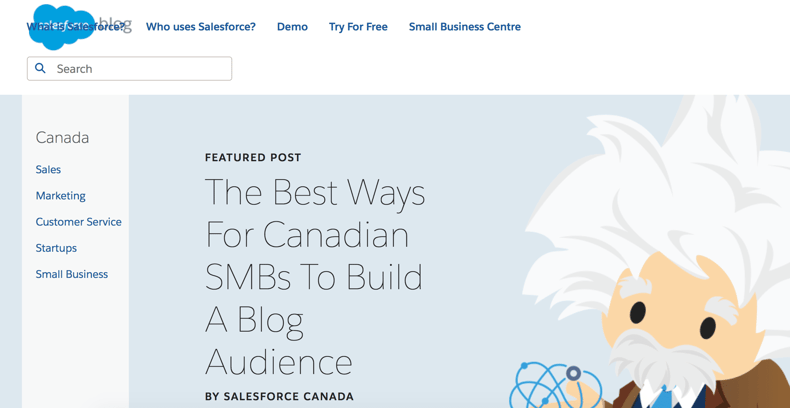 salesforce blog
What is Salesforce?
Who uses Salesforce?
Demo
Try For Free
Small Business Centre
Search
Canada
Sales
Marketing
Customer Service
Startups
Small Business
FEATURED POST
The Best Ways
For Canadian
SMBs To Build
A Blog
Audience
BY SALESFORCE CANADA